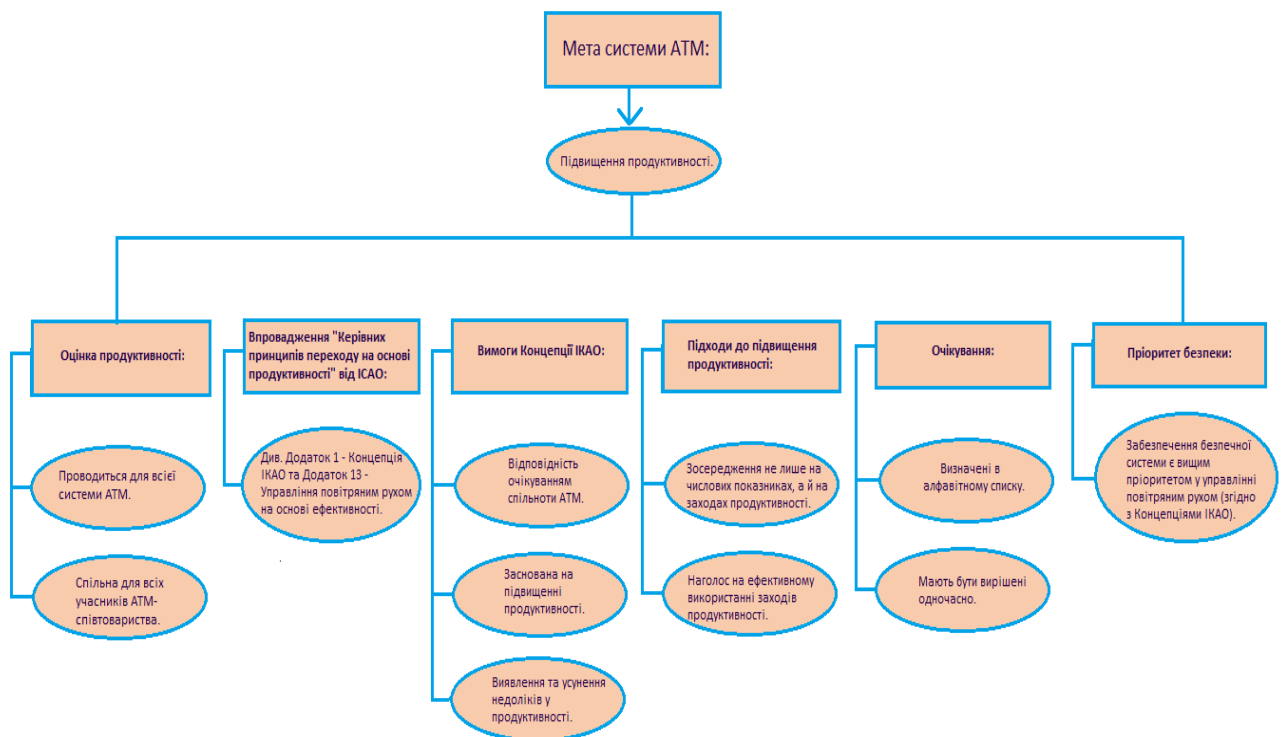 Мета системи АТМ:
Підвищення продуктивності.
Оцінка продуктивності:
Проводиться для всієї
системи АТМ.
Спільна для всіх
учасників АТМ-
співтовариства.
Впровадження "Керівних
принципів переходу на основі
продуктивності" від ІСАО:
Див. Додаток 1 - Концепція
ІКАО та Додаток 13 -
Управління повітряним рухом
на основі ефективності.
.
Вимоги Концепції ІКАО:
Відповідність
очікуванням
спільноти АТМ.
Заснована на
підвищенні
продуктивності.
Виявлення та усунення
недоліків у
продуктивності.
Підходи до підвищення
продуктивності:
Зосередження не лише на
числових показниках, а й на
заходах продуктивності.
Наголос на ефективному
використанні заходів
продуктивності.
Очікування:
Визначені в
алфавітному списку.
Мають бути вирішені
одночасно.
Пріоритет безпеки:
Забезпечення безпечної
системи є вищим
пріоритетом у управлінні
повітряним рухом (згідно
з Концепціями ІКАО).